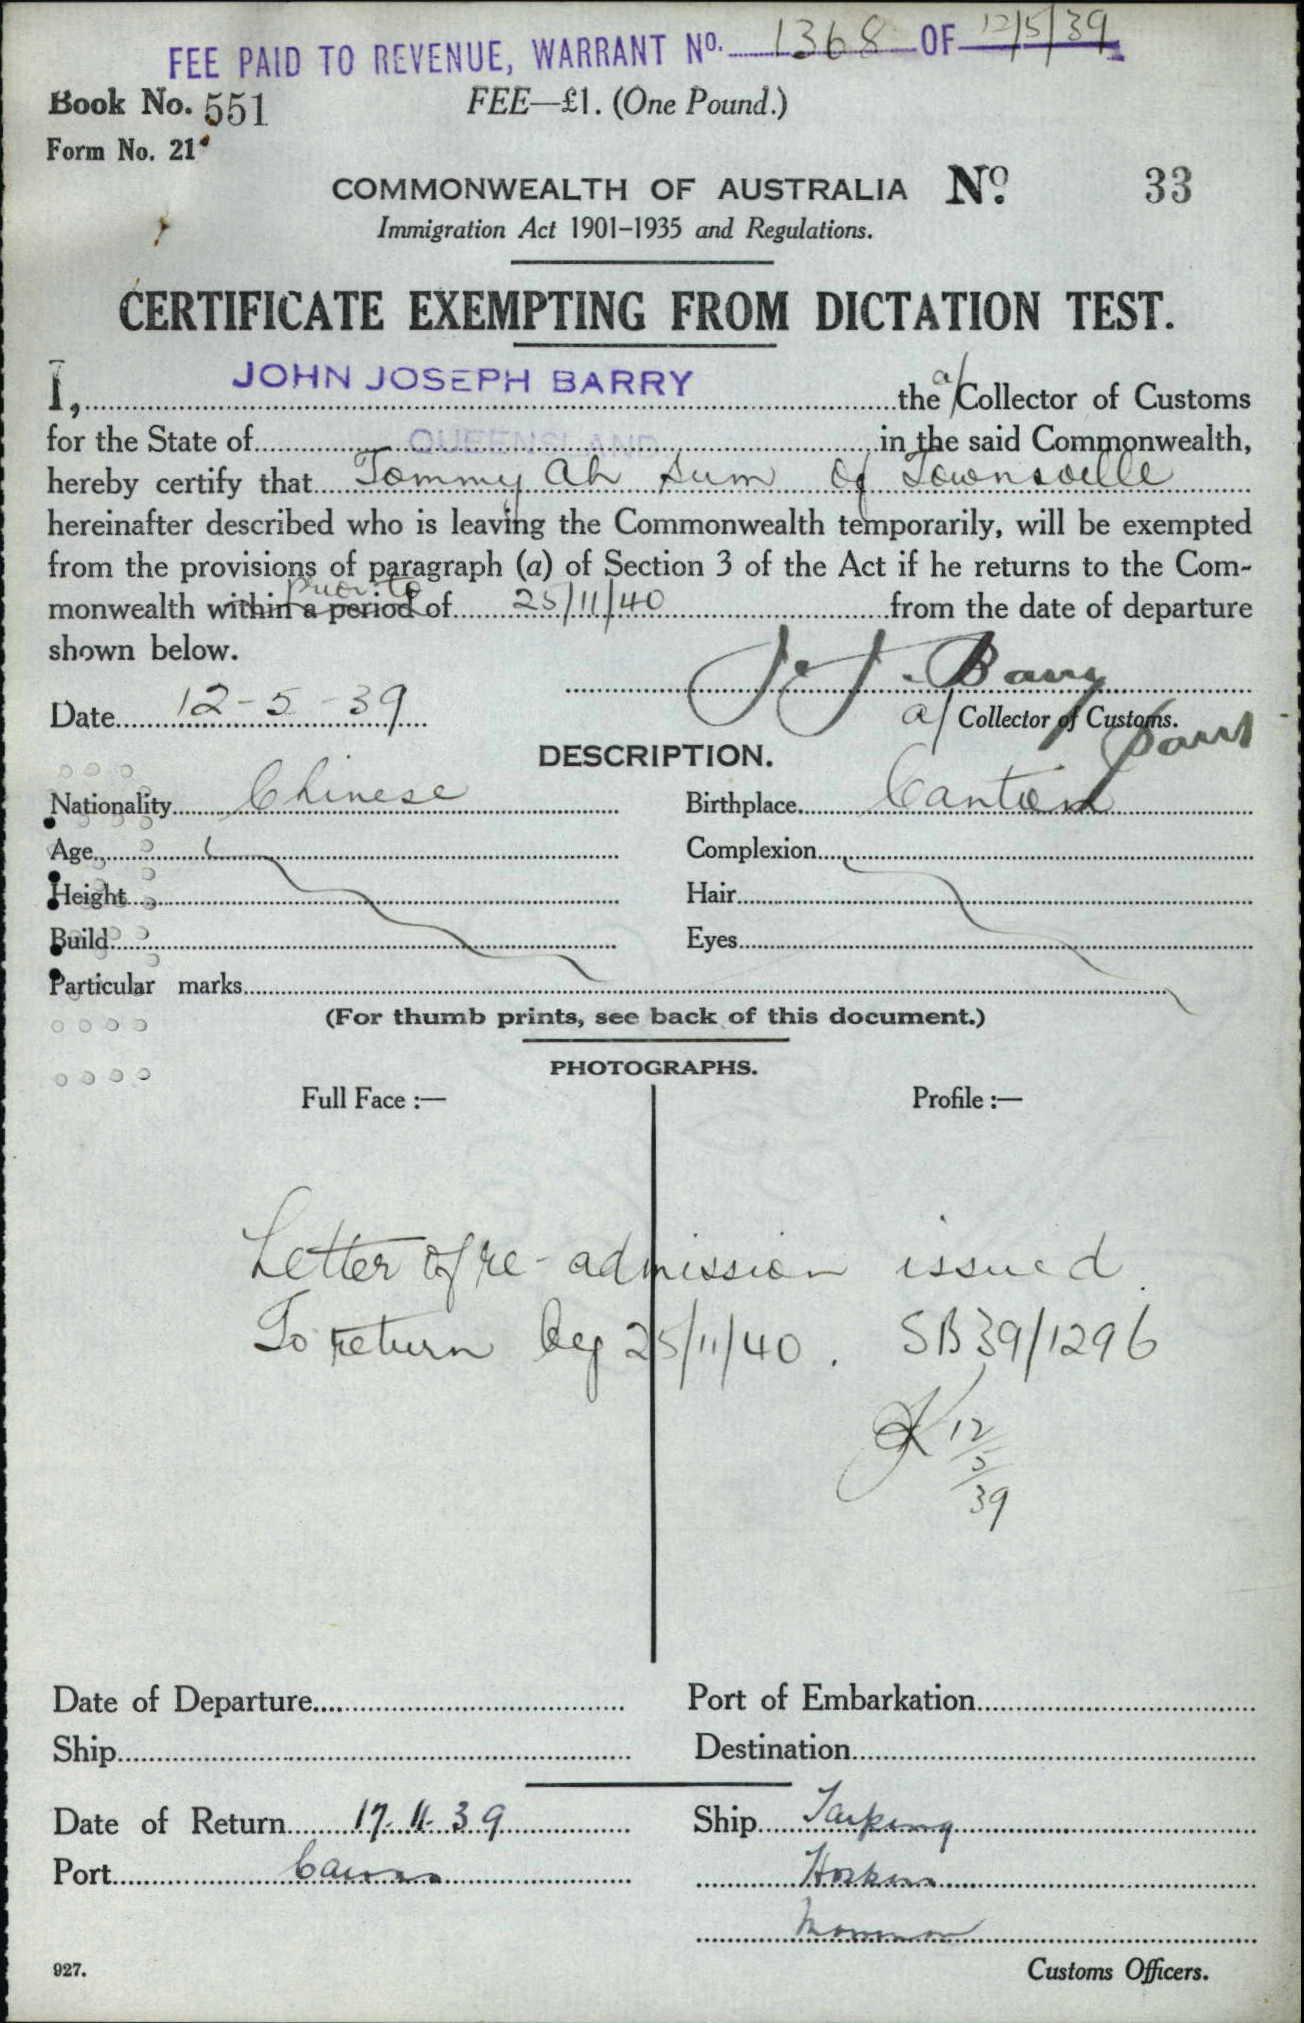 FEE PAID TO REVENUE, WARRANT No. 1368 OF 12/5/39
Book No. 551 FEE—£1. (One Pound.)
Form No. 21
COMMONWEALTH OF AUSTRALIA No. 33
Immigration Act 1901–1935 and Regulations.
CERTIFICATE EXEMPTING FROM DICTATION TEST.
I, JOHN JOSEPH BARRY the a/ Collector of Customs
for the State of QUEENSLAND in the said Commonwealth,
hereby certify that Tommy Ah Sum of Townsville
hereinafter described who is leaving the Commonwealth temporarily, will be exempted
from the provisions of paragraph (a) of Section 3 of the Act if he returns to the Com-
prior to
monwealth within a period of 25/11/40 from the date of departure
shown below.
J J. Barry
Date 12-5-39 a/ Collector of Customs.
DESCRIPTION.
Nationality Chinese Birthplace Canton
Age Complexion
Height Hair
Build Eyes
Particular marks
(For thumb prints, see back of this document.)
PHOTOGRAPHS.
Full Face :— Profile :—
Letter of re-admission issued.
To return by 25/11/40. SB39/1296
12/5/39
Date of Departure Port of Embarkation
Ship Destination
Date of Return 17.11.39 Ship Taiping
Port Cairns Hoskins
927. Customs Officers.